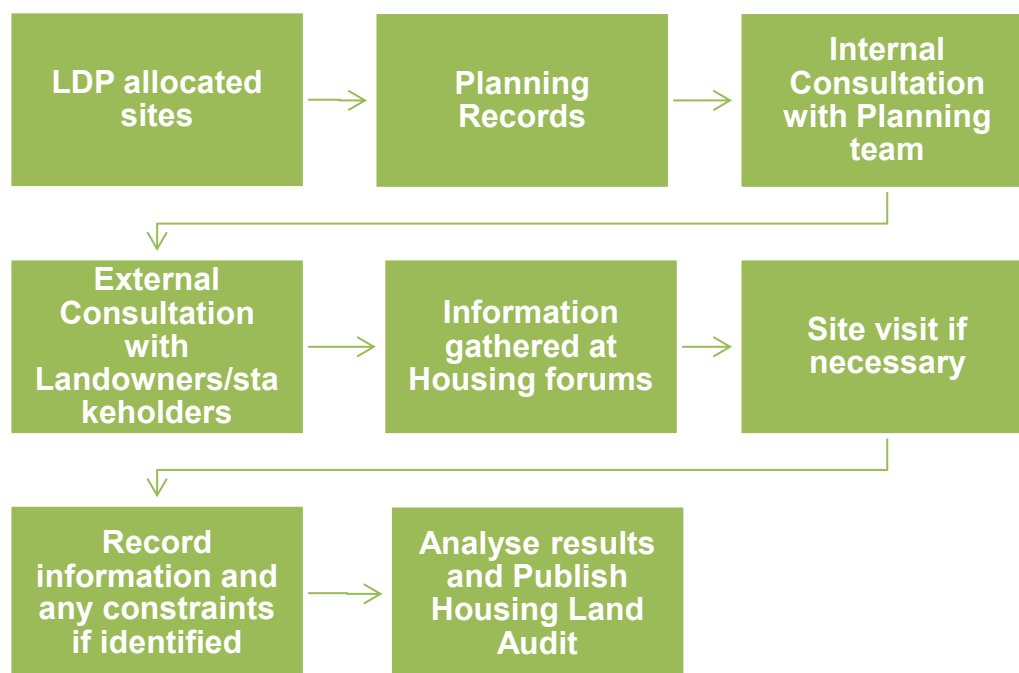 LDP allocated
sites
Planning
Records
Internal
Consultation
with Planning
team
External
Consultation
with
Landowners/sta
keholders
Information
gathered at
Housing forums
Site visit if
necessary
Record
information and
any constraints
if identified
Analyse results
and Publish
Housing Land
Audit